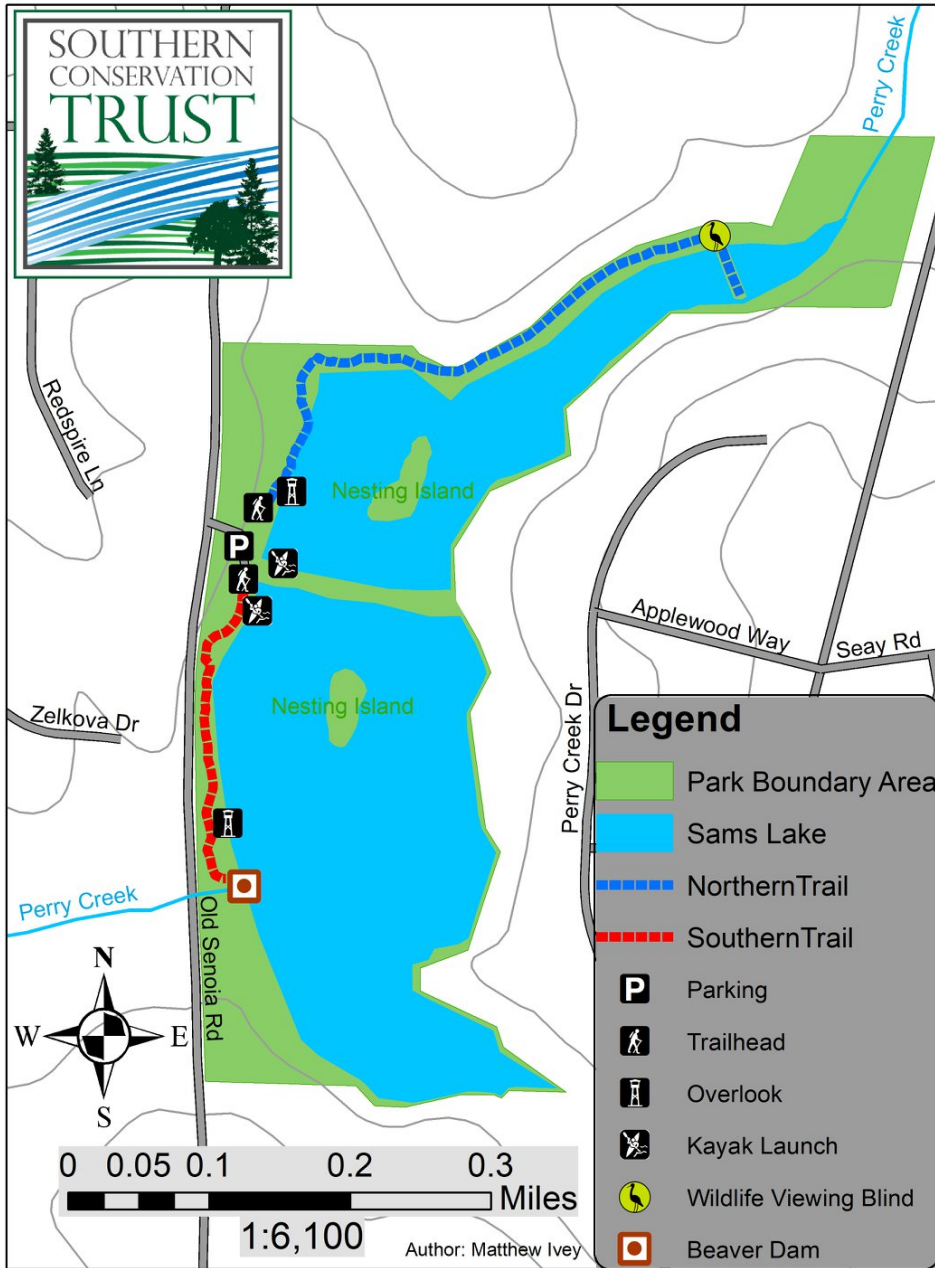 SOUTHERN
CONSERVATION
TRUST
Perry Creek
Redspire Ln
Nesting Island
P
Applewood Way
Seay Rd
Nesting Island
Zelkova Dr
Perry Creek Dr
Perry Creek
Old Senoia Rd
N
W E
S
Legend
Park Boundary Area
Sams Lake
NorthernTrail
SouthernTrail
P Parking
Trailhead
Overlook
Kayak Launch
Wildlife Viewing Blind
Beaver Dam
0 0.05 0.1 0.2 0.3
Miles
1:6,100
Author: Matthew Ivey